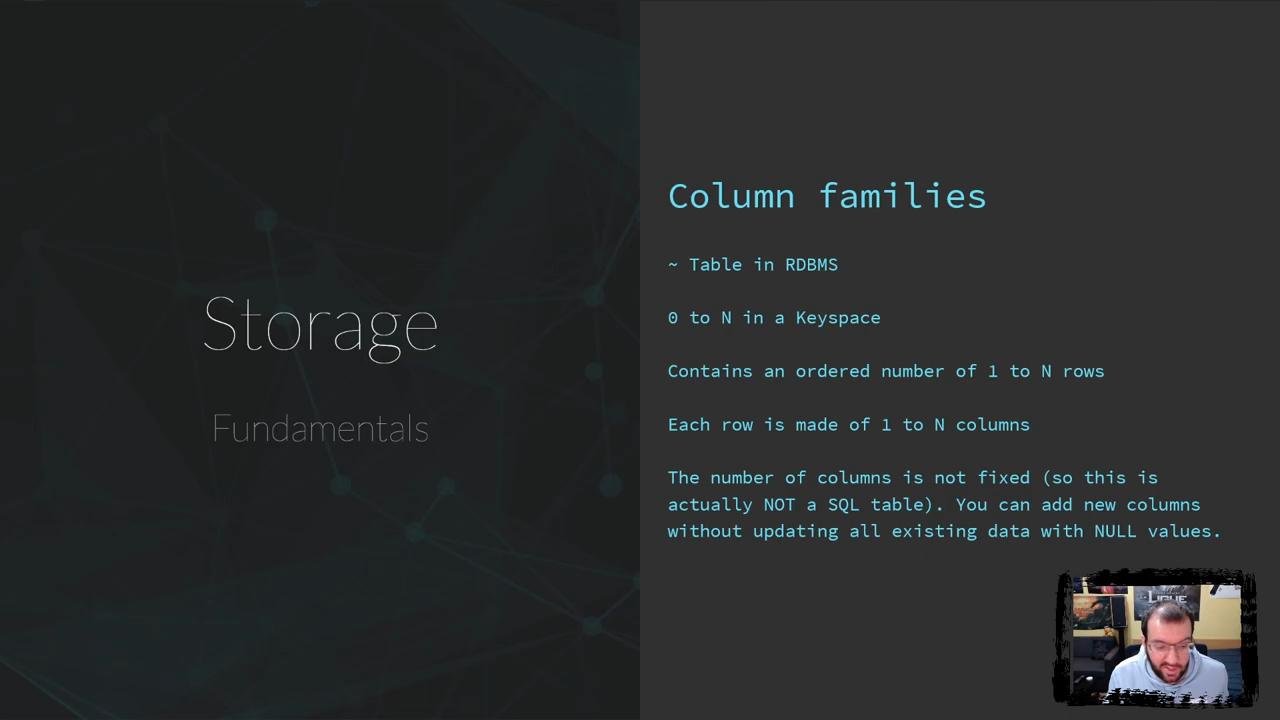 Storage
Fundamentals
Column families
~ Table in RDBMS
0 to N in a Keyspace
Contains an ordered number of 1 to N rows
Each row is made of 1 to N columns
The number of columns is not fixed (so this is
actually NOT a SQL table). You can add new columns
without updating all existing data with NULL values.